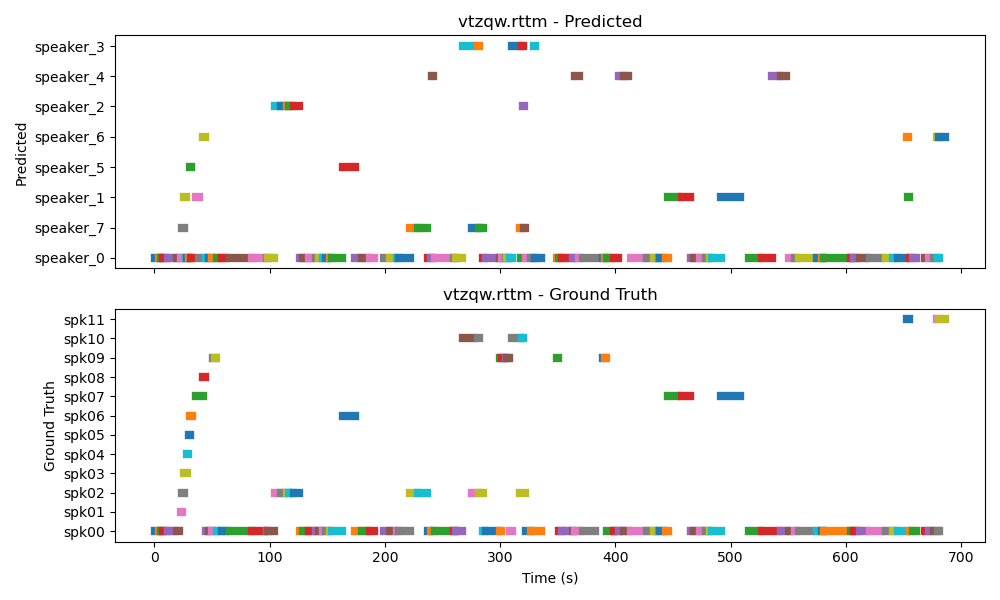 vtzqw.rttm - Predicted
speaker_3
speaker_4
speaker_2
speaker_6
speaker_5
speaker_1
speaker_7
speaker_0
Predicted
vtzqw.rttm - Ground Truth
spk11
spk10
spk09
spk08
spk07
spk06
spk05
spk04
spk03
spk02
spk01
spk00
Ground Truth
0 100 200 300 400 500 600 700
Time (s)